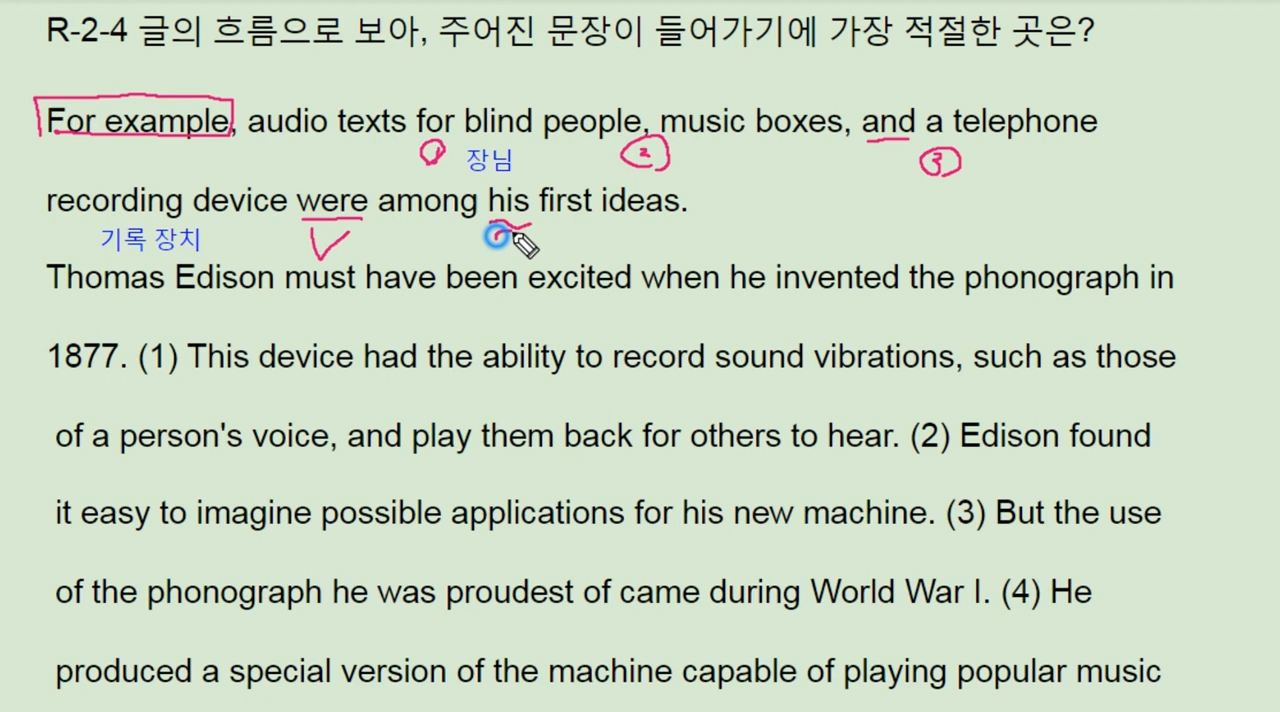 R-2-4 글의 흐름으로 보아, 주어진 문장이 들어가기에 가장 적절한 곳은?
For example, audio texts for blind people, music boxes, and a telephone
① 장님 ② ③
recording device were among his first ideas.
기록 장치
Thomas Edison must have been excited when he invented the phonograph in
1877. (1) This device had the ability to record sound vibrations, such as those
of a person's voice, and play them back for others to hear. (2) Edison found
it easy to imagine possible applications for his new machine. (3) But the use
of the phonograph he was proudest of came during World War I. (4) He
produced a special version of the machine capable of playing popular music